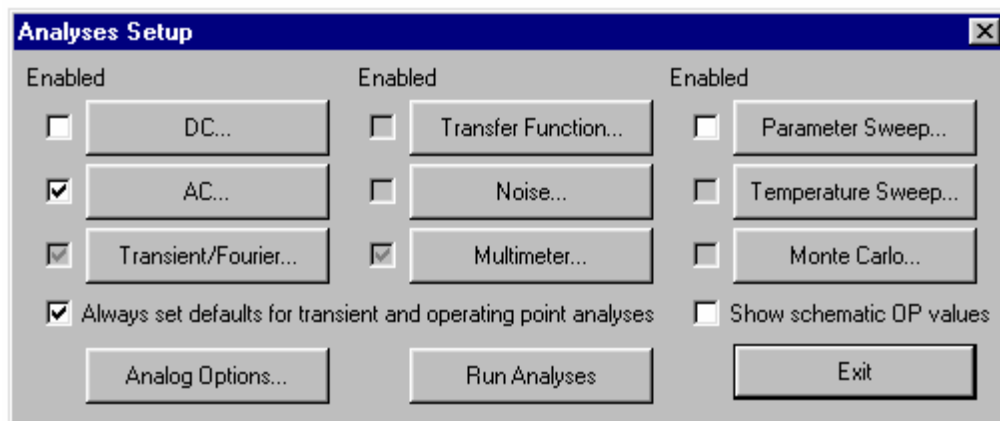 Analyses Setup
Enabled Enabled Enabled
DC... Transfer Function... Parameter Sweep...
AC... Noise... Temperature Sweep...
Transient/Fourier... Multimeter... Monte Carlo...
Always set defaults for transient and operating point analyses Show schematic OP values
Analog Options... Run Analyses Exit